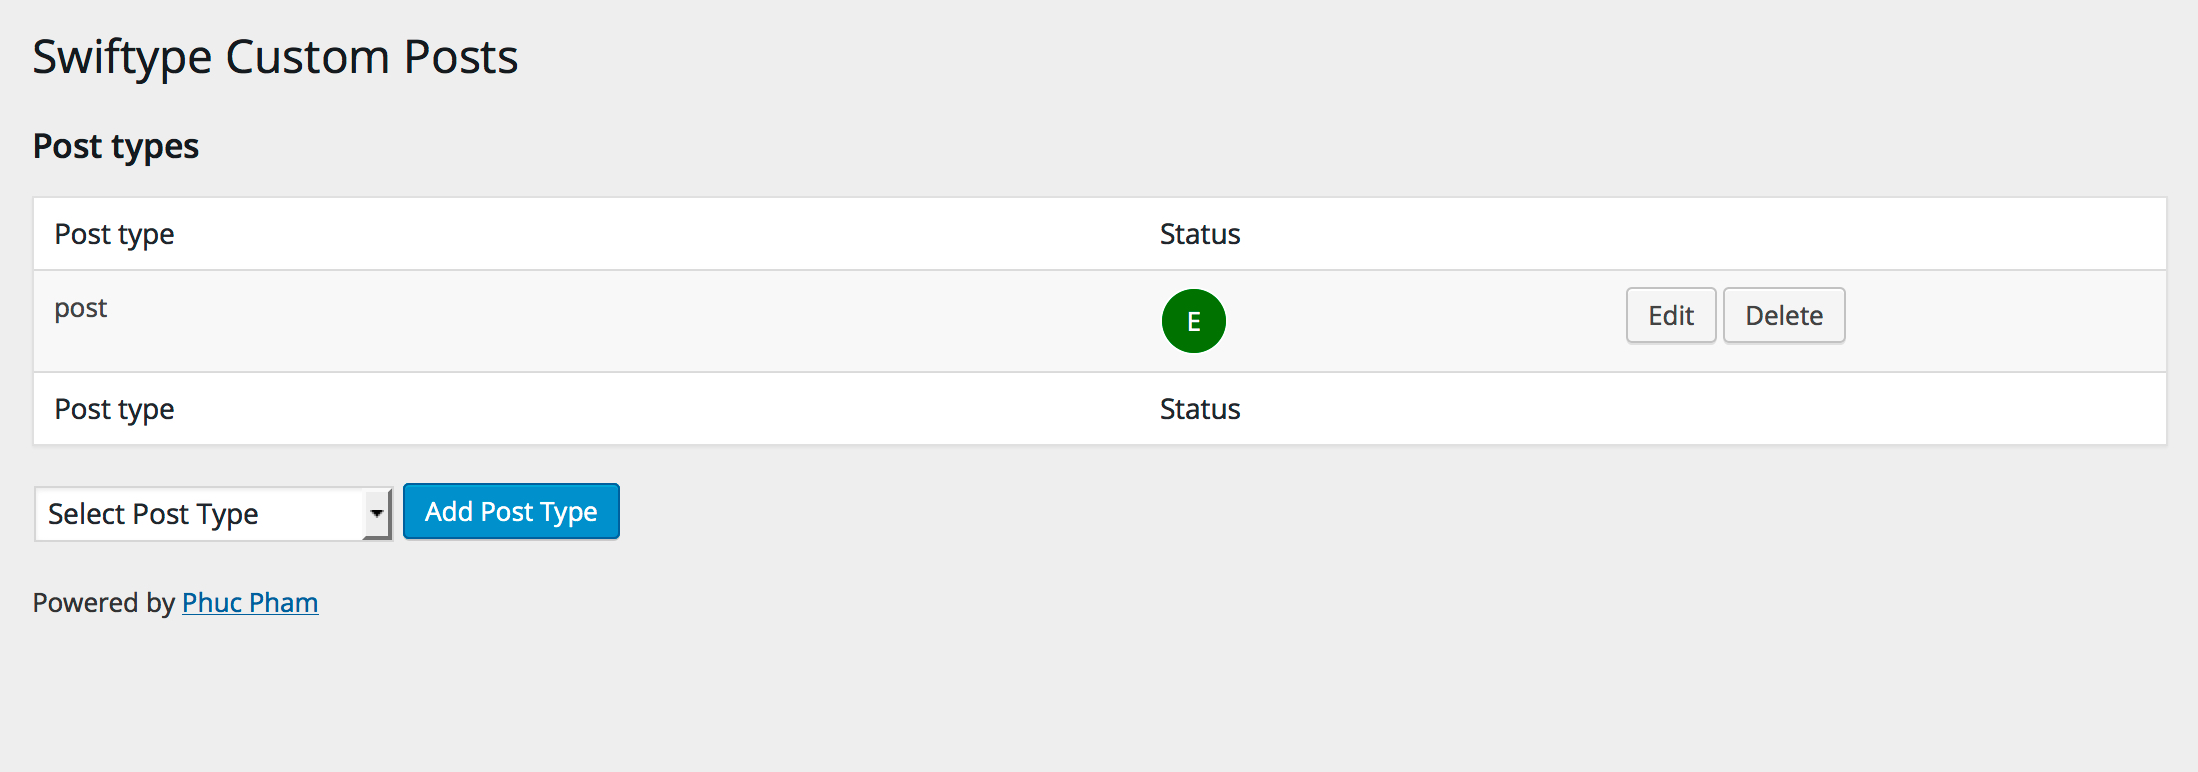 Swiftype Custom Posts
Post types
Post type Status
post E Edit Delete
Post type Status
Select Post Type Add Post Type
Powered by Phuc Pham